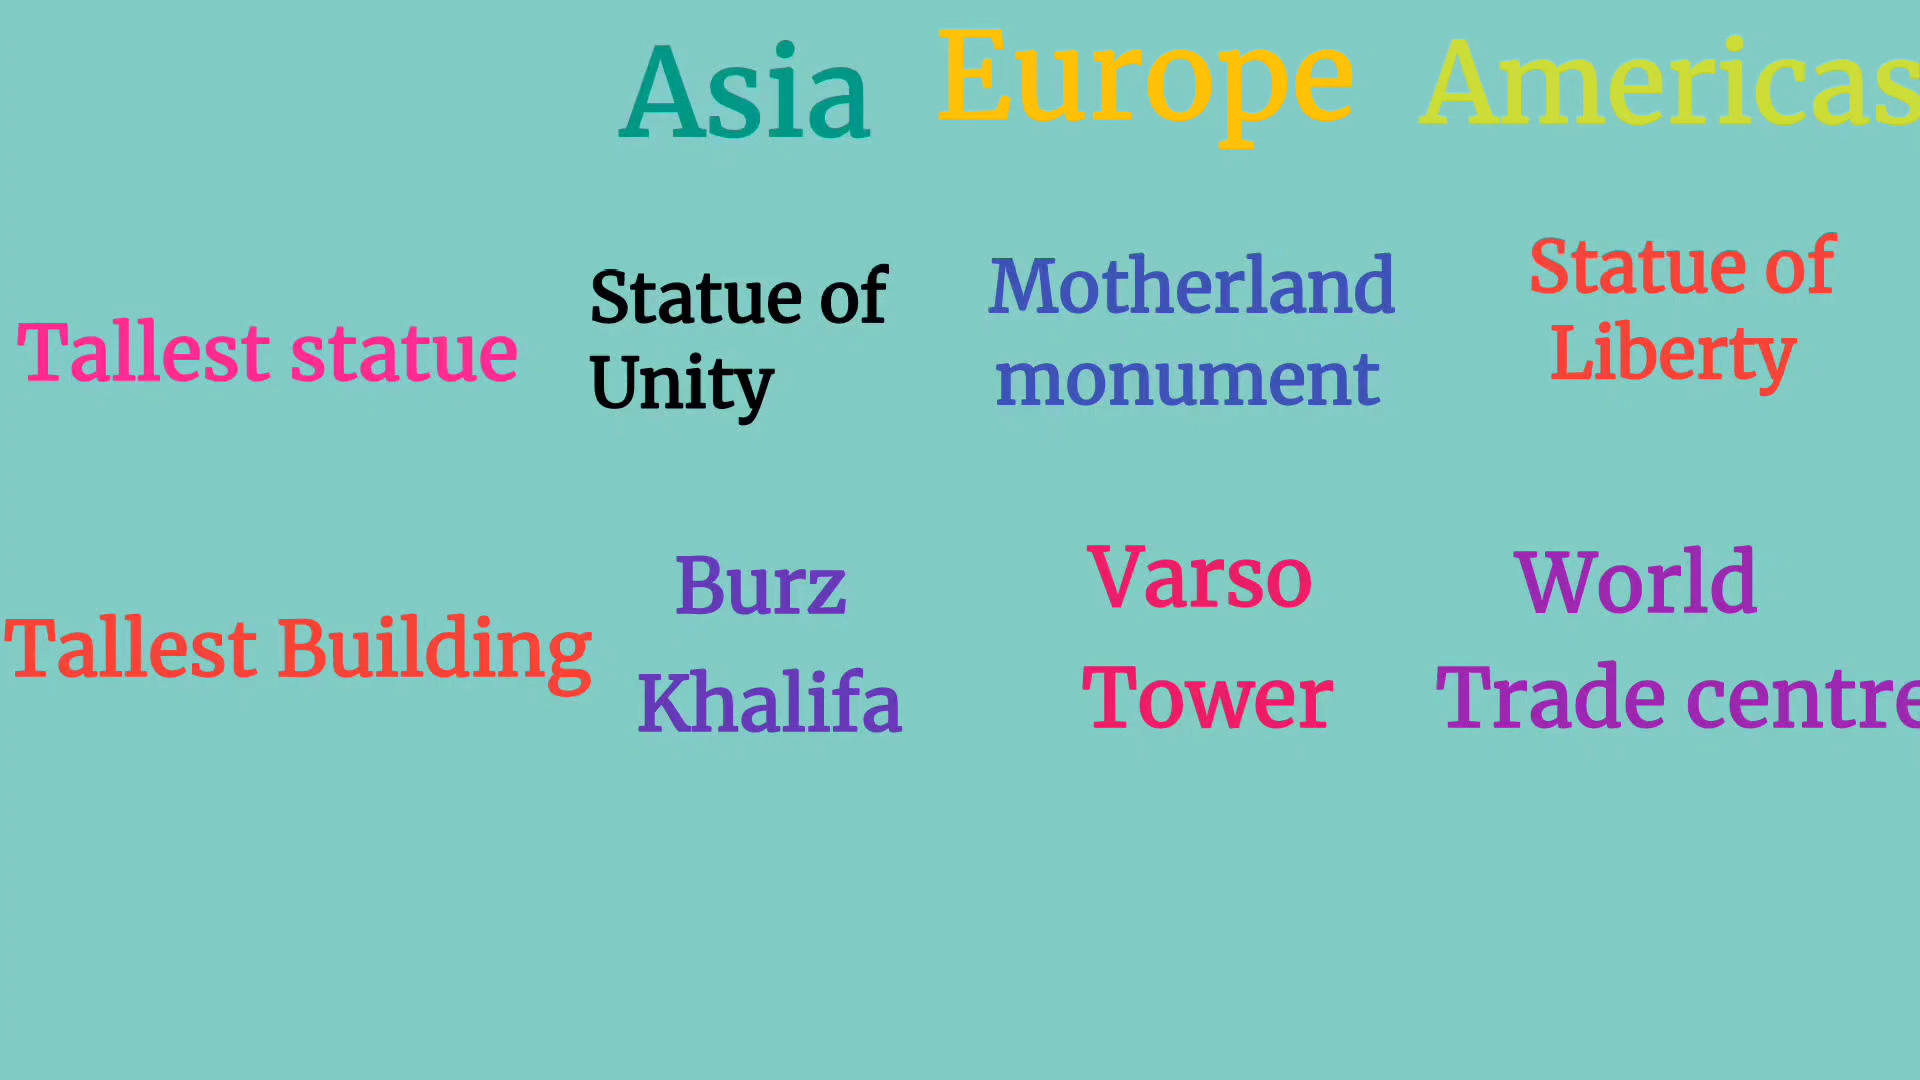 Asia Europe Americas
Tallest statue
Statue of
Unity
Motherland
monument
Statue of
Liberty
Tallest Building
Burz
Khalifa
Varso
Tower
World
Trade centre